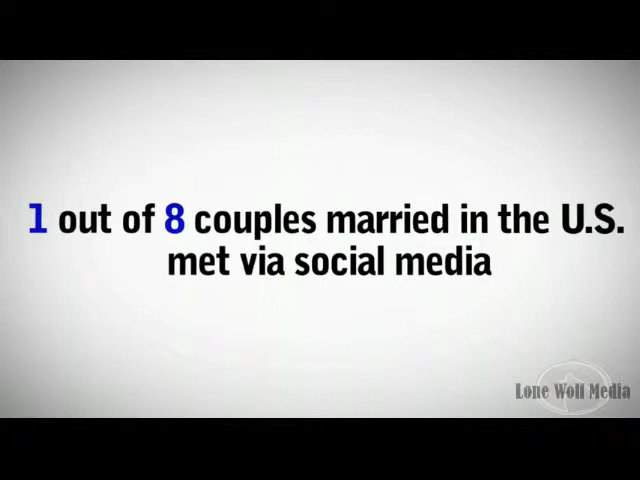 1 out of 8 couples married in the U.S.
met via social media
Lone Wolf Media